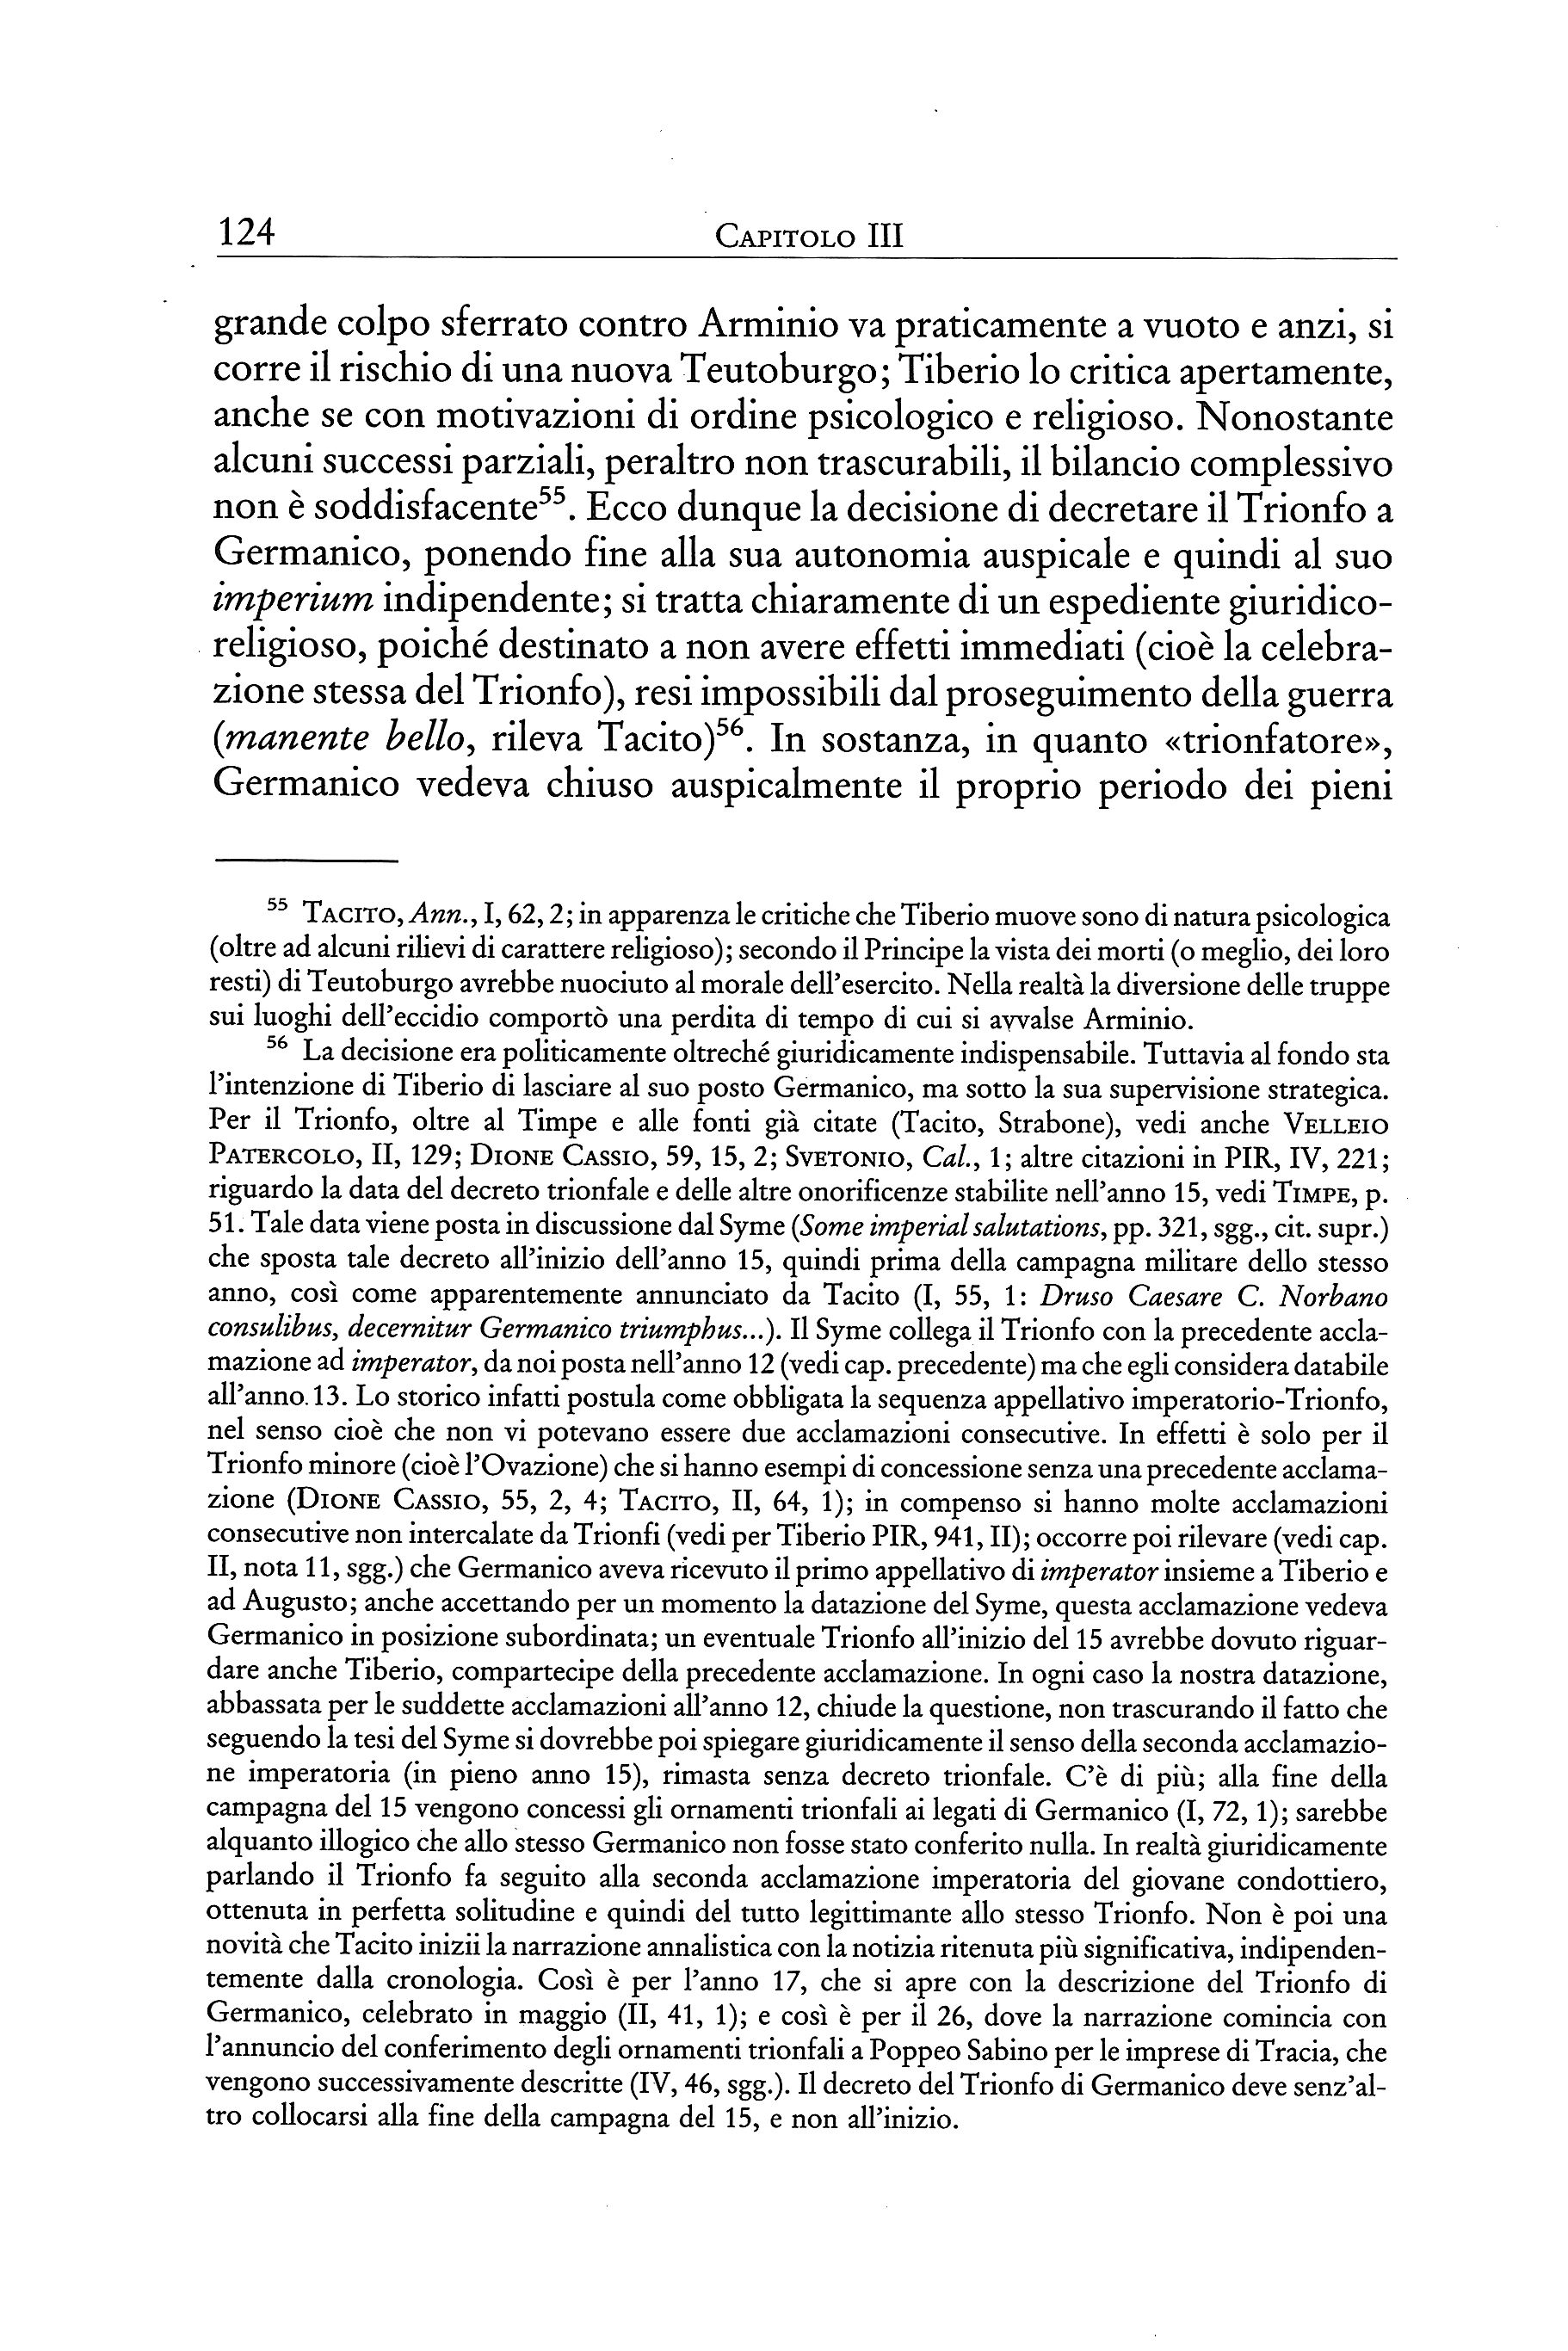 124
CAPITOLO III
grande colpo sferrato contro Arminio va praticamente a vuoto e anzi, si
corre il rischio di una nuova Teutoburgo; Tiberio lo critica apertamente,
anche se con motivazioni di ordine psicologico e religioso. Nonostante
alcuni successi parziali, peraltro non trascurabili, il bilancio complessivo
non è soddisfacente55. Ecco dunque la decisione di decretare il Trionfo a
Germanico, ponendo fine alla sua autonomia auspicale e quindi al suo
imperium indipendente; si tratta chiaramente di un espediente giuridico-
religioso, poiché destinato a non avere effetti immediati (cioè la celebra-
zione stessa del Trionfo), resi impossibili dal proseguimento della guerra
(manente bello, rileva Tacito)56. In sostanza, in quanto «trionfatore»,
Germanico vedeva chiuso auspicalmente il proprio periodo dei pieni
55 TACITO, Ann., I, 62, 2; in apparenza le critiche che Tiberio muove sono di natura psicologica
(oltre ad alcuni rilievi di carattere religioso); secondo il Principe la vista dei morti (o meglio, dei loro
resti) di Teutoburgo avrebbe nuociuto al morale dell'esercito. Nella realtà la diversione delle truppe
sui luoghi dell'eccidio comportò una perdita di tempo di cui si avvalse Arminio.
56 La decisione era politicamente oltreché giuridicamente indispensabile. Tuttavia al fondo sta
l'intenzione di Tiberio di lasciare al suo posto Germanico, ma sotto la sua supervisione strategica.
Per il Trionfo, oltre al Timpe e alle fonti già citate (Tacito, Strabone), vedi anche VELLEIO
PATERCOLO, II, 129; DIONE CASSIO, 59, 15, 2; SVETONIO, Cal., 1; altre citazioni in PIR, IV, 221;
riguardo la data del decreto trionfale e delle altre onorificenze stabilite nell'anno 15, vedi TIMPE, p.
51. Tale data viene posta in discussione dal Syme (Some imperial salutations, pp. 321, sgg., cit. supr.)
che sposta tale decreto all'inizio dell'anno 15, quindi prima della campagna militare dello stesso
anno, così come apparentemente annunciato da Tacito (I, 55, 1: Druso Caesare C. Norbano
consulibus, decernitur Germanico triumphus...). Il Syme collega il Trionfo con la precedente accla-
mazione ad imperator, da noi posta nell'anno 12 (vedi cap. precedente) ma che egli considera databile
all'anno 13. Lo storico infatti postula come obbligata la sequenza appellativo imperatorio-Trionfo,
nel senso cioè che non vi potevano essere due acclamazioni consecutive. In effetti è solo per il
Trionfo minore (cioè l'Ovazione) che si hanno esempi di concessione senza una precedente acclama-
zione (DIONE CASSIO, 55, 2, 4; TACITO, II, 64, 1); in compenso si hanno molte acclamazioni
consecutive non intercalate da Trionfi (vedi per Tiberio PIR, 941, II); occorre poi rilevare (vedi cap.
II, nota 11, sgg.) che Germanico aveva ricevuto il primo appellativo di imperator insieme a Tiberio e
ad Augusto; anche accettando per un momento la datazione del Syme, questa acclamazione vedeva
Germanico in posizione subordinata; un eventuale Trionfo all'inizio del 15 avrebbe dovuto riguar-
dare anche Tiberio, compartecipe della precedente acclamazione. In ogni caso la nostra datazione,
abbassata per le suddette acclamazioni all'anno 12, chiude la questione, non trascurando il fatto che
seguendo la tesi del Syme si dovrebbe poi spiegare giuridicamente il senso della seconda acclamazio-
ne imperatoria (in pieno anno 15), rimasta senza decreto trionfale. C'è di più; alla fine della
campagna del 15 vengono concessi gli ornamenti trionfali ai legati di Germanico (I, 72, 1); sarebbe
alquanto illogico che allo stesso Germanico non fosse stato conferito nulla. In realtà giuridicamente
parlando il Trionfo fa seguito alla seconda acclamazione imperatoria del giovane condottiero,
ottenuta in perfetta solitudine e quindi del tutto legittimante allo stesso Trionfo. Non è poi una
novità che Tacito inizii la narrazione annalistica con la notizia ritenuta più significativa, indipenden-
temente dalla cronologia. Così è per l'anno 17, che si apre con la descrizione del Trionfo di
Germanico, celebrato in maggio (II, 41, 1); e così è per il 26, dove la narrazione comincia con
l'annuncio del conferimento degli ornamenti trionfali a Poppeo Sabino per le imprese di Tracia, che
vengono successivamente descritte (IV, 46, sgg.). Il decreto del Trionfo di Germanico deve senz'al-
tro collocarsi alla fine della campagna del 15, e non all'inizio.